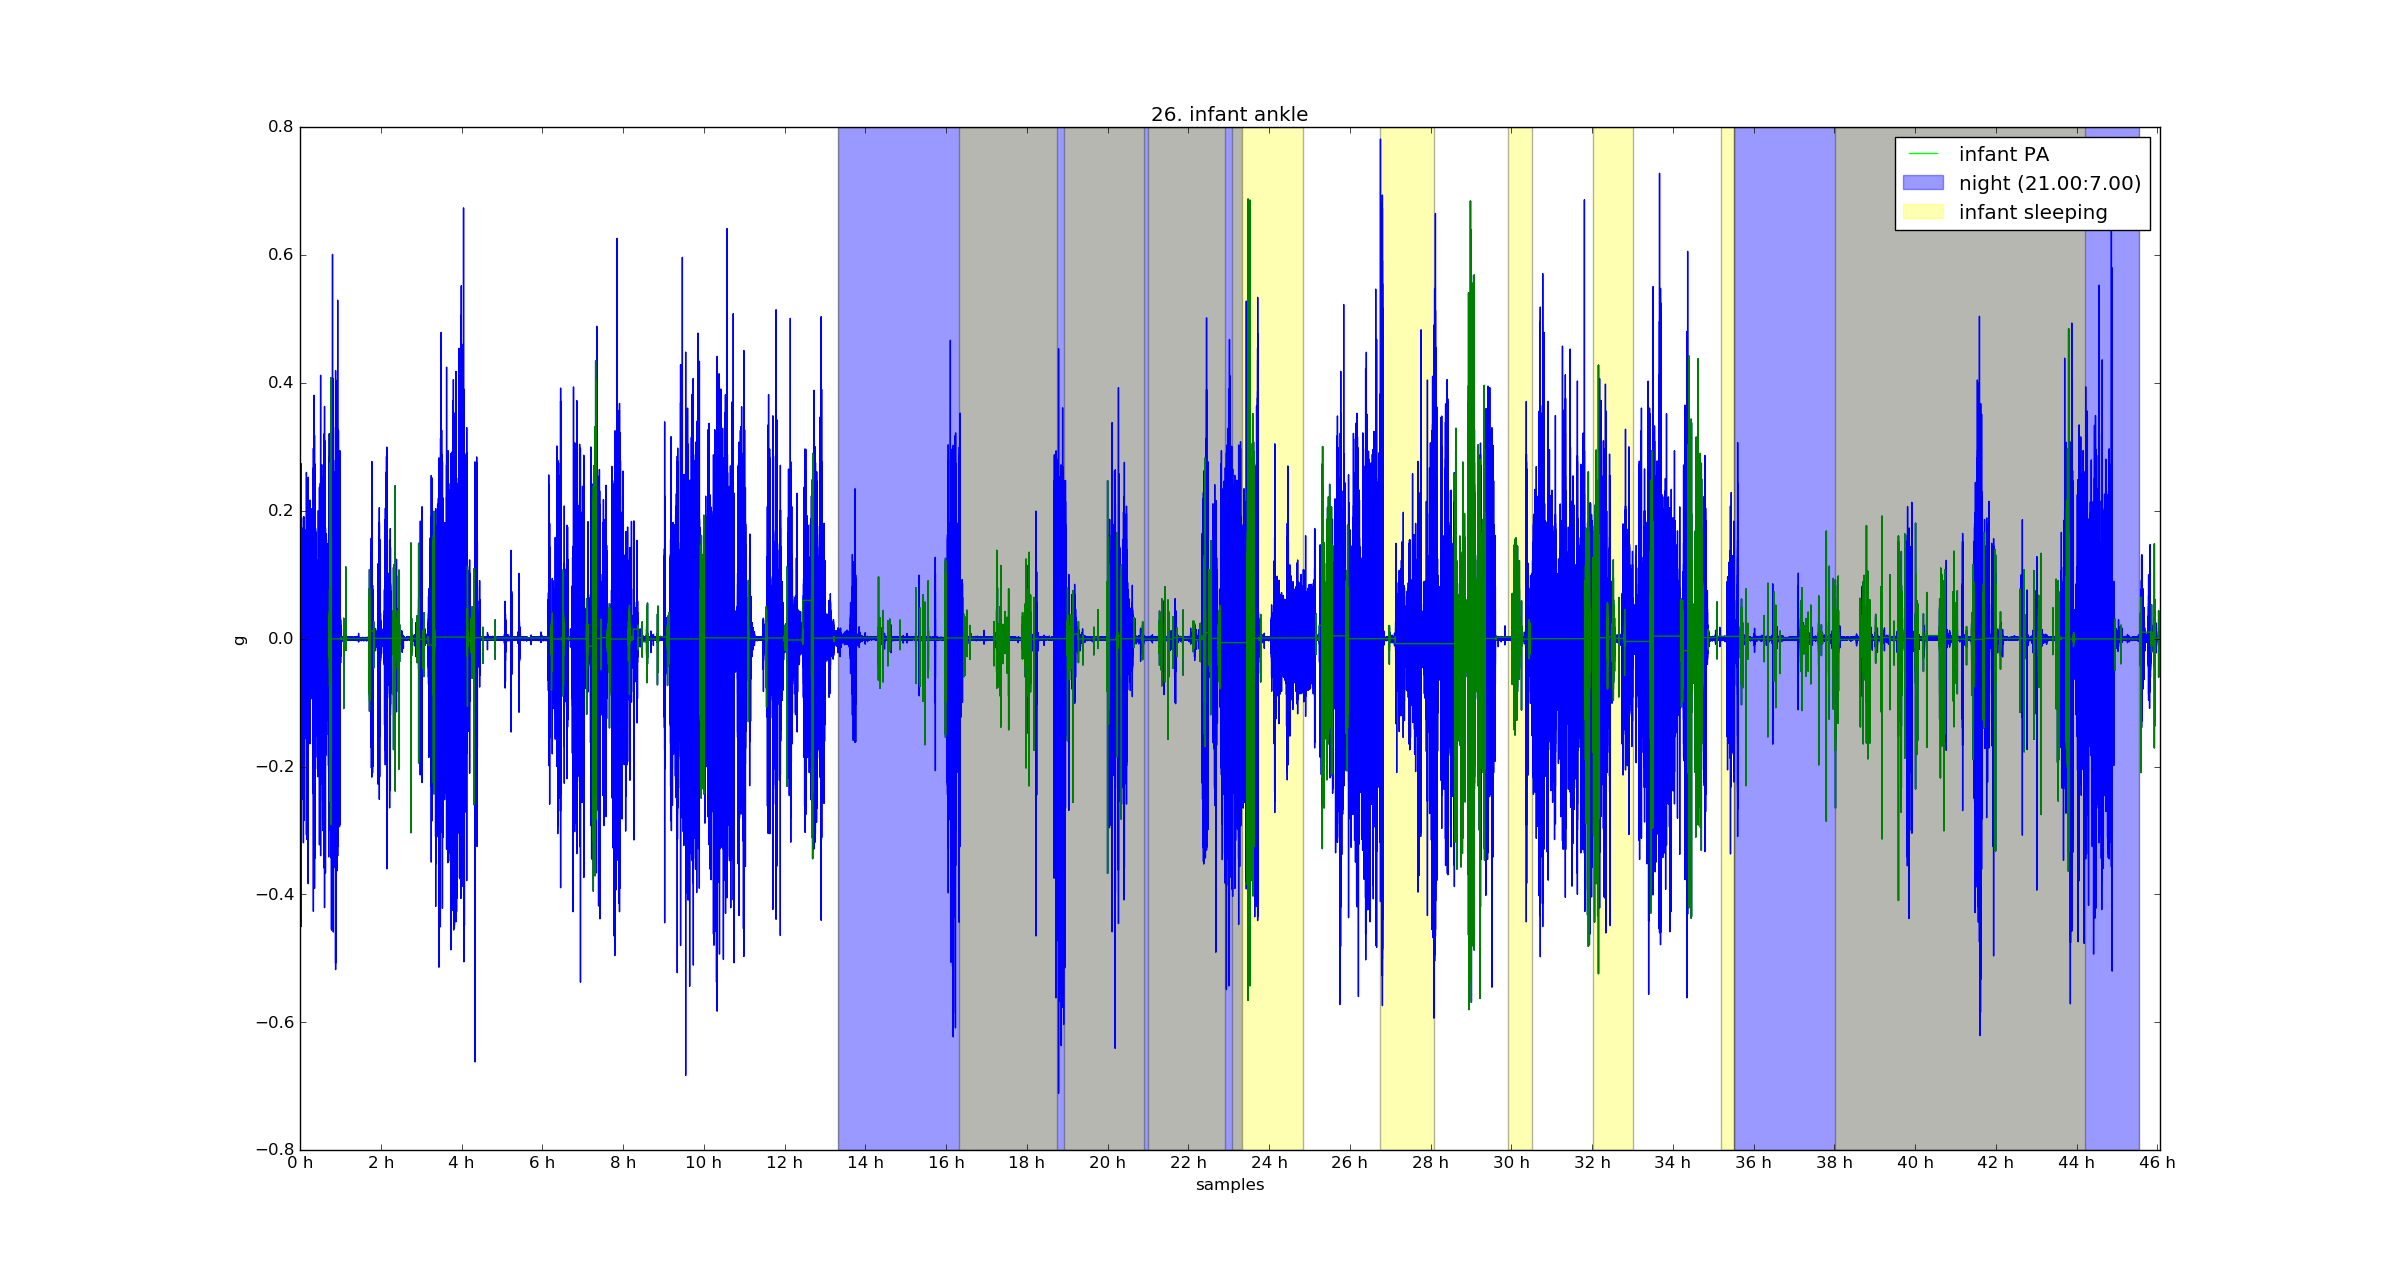 26. infant ankle
0.8
0.6
0.4
0.2
0.0
−0.2
−0.4
−0.6
−0.8
g
infant PA
night (21.00:7.00)
infant sleeping
0 h 2 h 4 h 6 h 8 h 10 h 12 h 14 h 16 h 18 h 20 h 22 h 24 h 26 h 28 h 30 h 32 h 34 h 36 h 38 h 40 h 42 h 44 h 46 h
samples